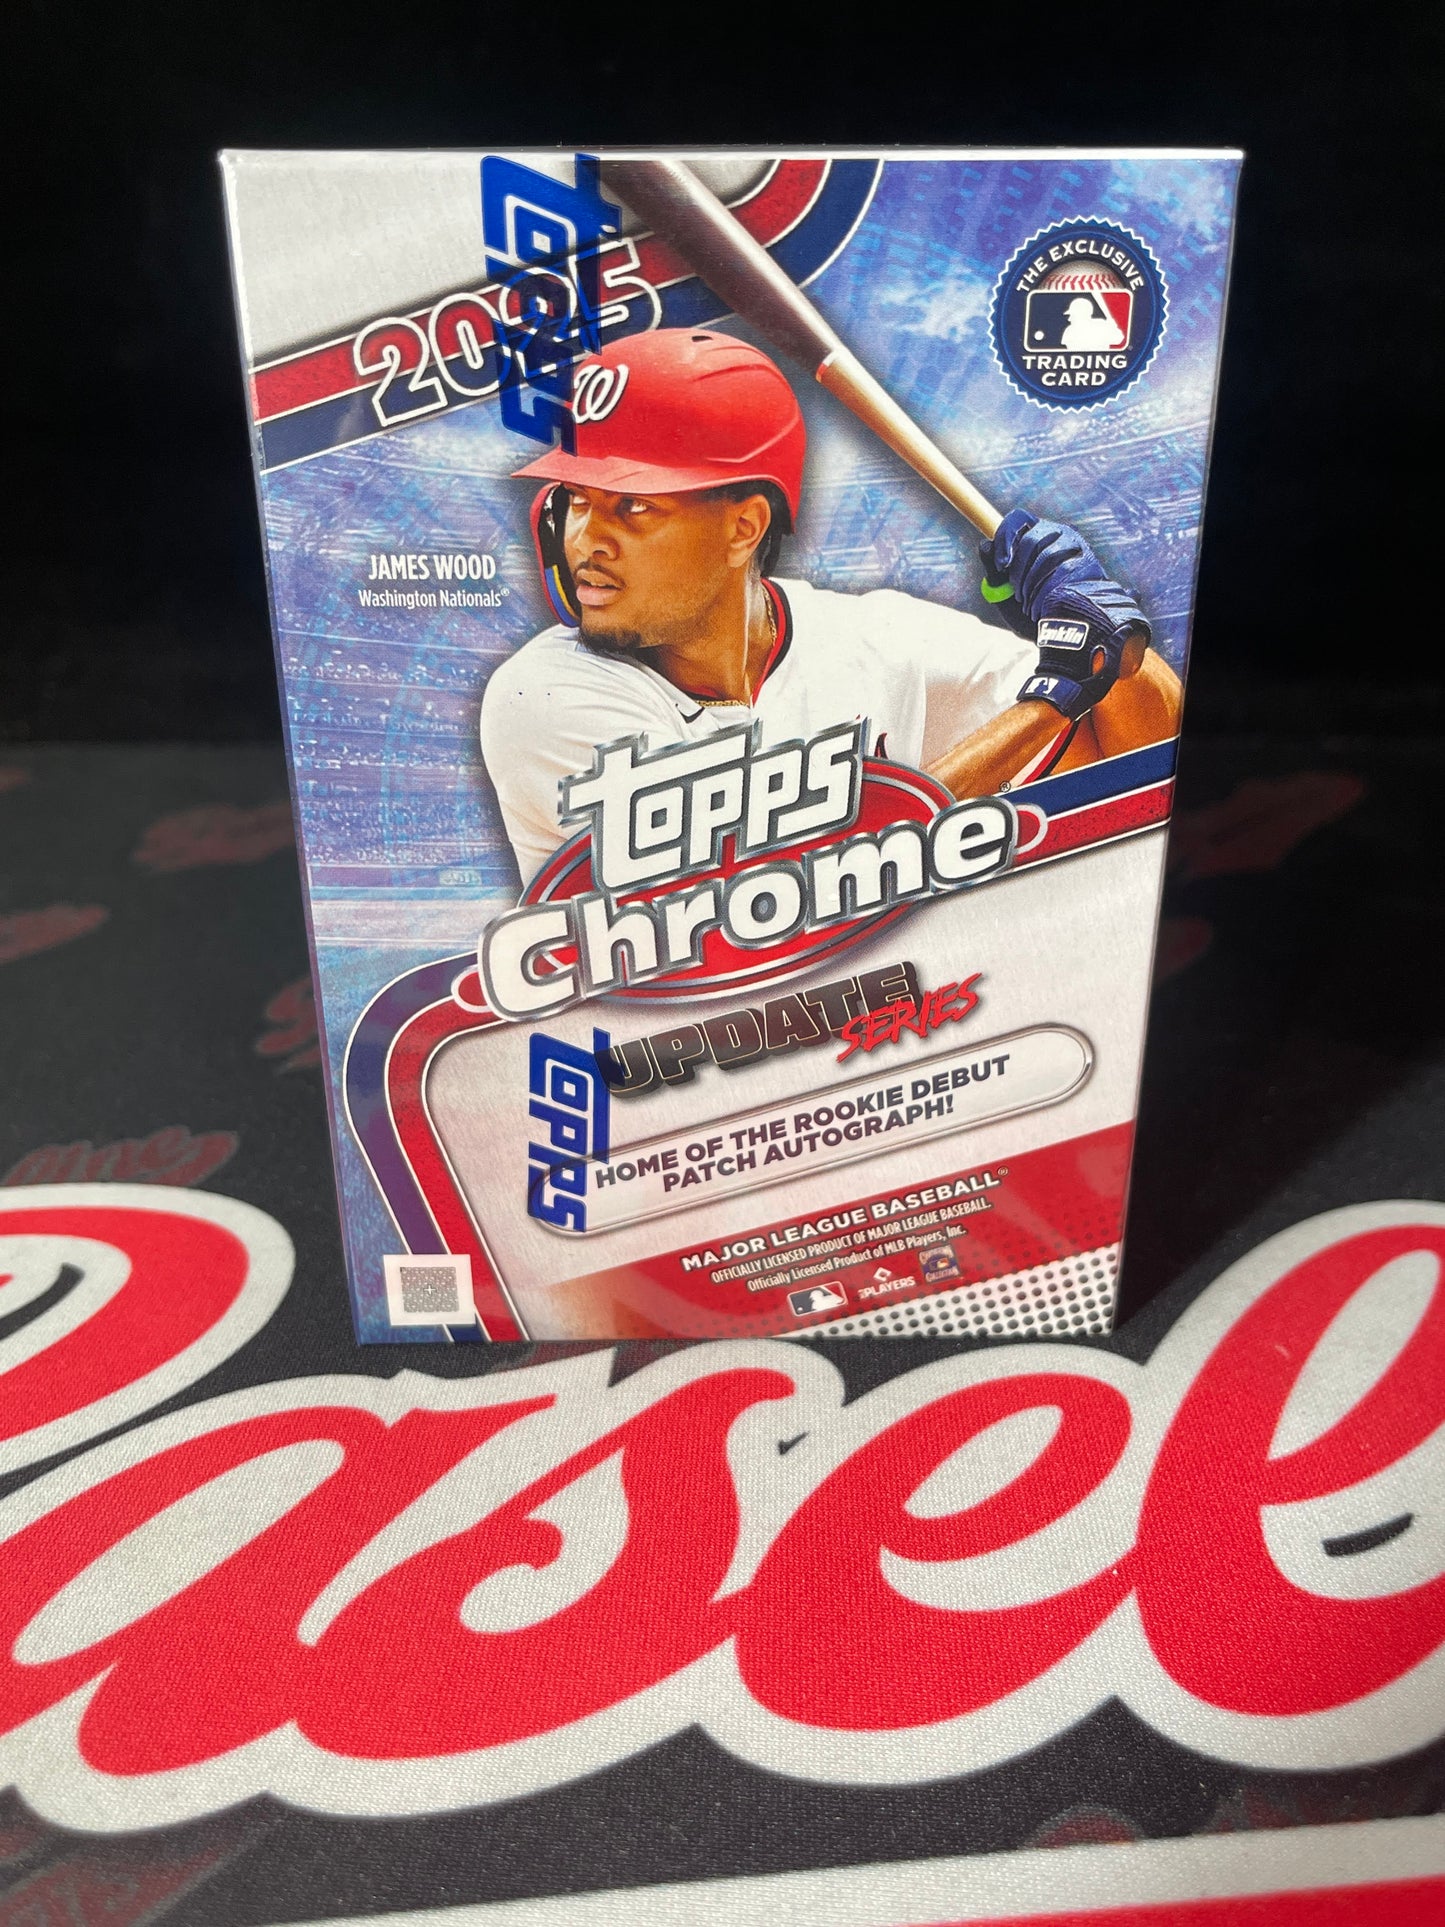 Topps
2025
THE EXCLUSIVE
TRADING
CARD
W
JAMES WOOD
Washington Nationals®
Franklin
Topps
Chrome®
UPDATE
SERIES
Topps
HOME OF THE ROOKIE DEBUT
PATCH AUTOGRAPH!
MAJOR LEAGUE BASEBALL®
OFFICIALLY LICENSED PRODUCT OF MAJOR LEAGUE BASEBALL.
Officially Licensed Product of MLB Players, Inc.
PLAYERS